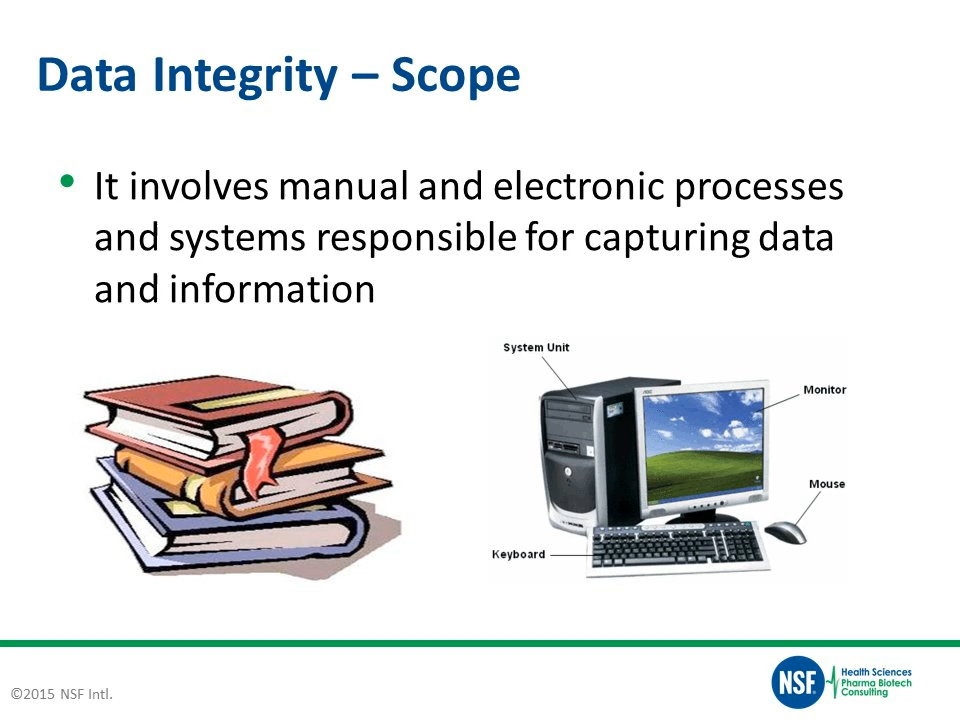 Data Integrity – Scope
• It involves manual and electronic processes
and systems responsible for capturing data
and information
System Unit
Monitor
Mouse
Keyboard
©2015 NSF Intl.
NSF
Health Sciences
Pharma Biotech
Consulting